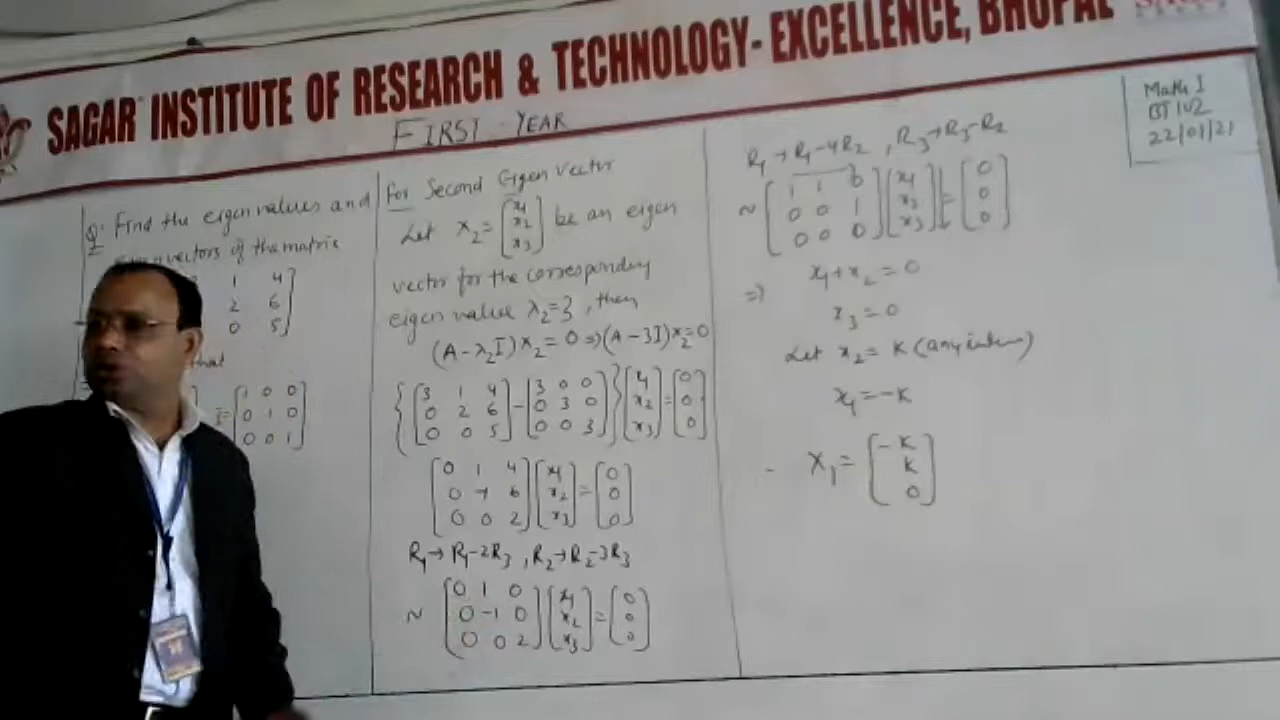 SAGAR INSTITUTE OF RESEARCH & TECHNOLOGY- EXCELLENCE, BHOPAL
FIRST YEAR
Math I
BT 102
22/01/21
Q: Find the eigen values and
eigen vectors of the matrix
1 4
2 6
0 5
that
I = [1 0 0
0 1 0
0 0 1]
For Second Eigen Vector
Let X2 = [x1 x2 x3] be an eigen
vector for the corresponding
eigen value λ2=3, then
(A-λ2I)X2=0⇒(A-3I)X2=0
{[3 1 4
0 2 6
0 0 5] - [3 0 0
0 3 0
0 0 3]} [x1
x2
x3] = [0
0
0]
[0 1 4
0 -1 6
0 0 2] [x1
x2
x3] = [0
0
0]
R1→R1-2R3, R2→R2-3R3
~ [0 1 0
0 -1 0
0 0 2] [x1
x2
x3] = [0
0
0]
R1→R1-4R2, R3→R3-R2
~ [1 1 0
0 0 1
0 0 0] [x1
x2
x3] = [0
0
0]
⇒ x1+x2=0
x3=0
Let x2=K (any
x1=-K
X1 = [-K
K
0]